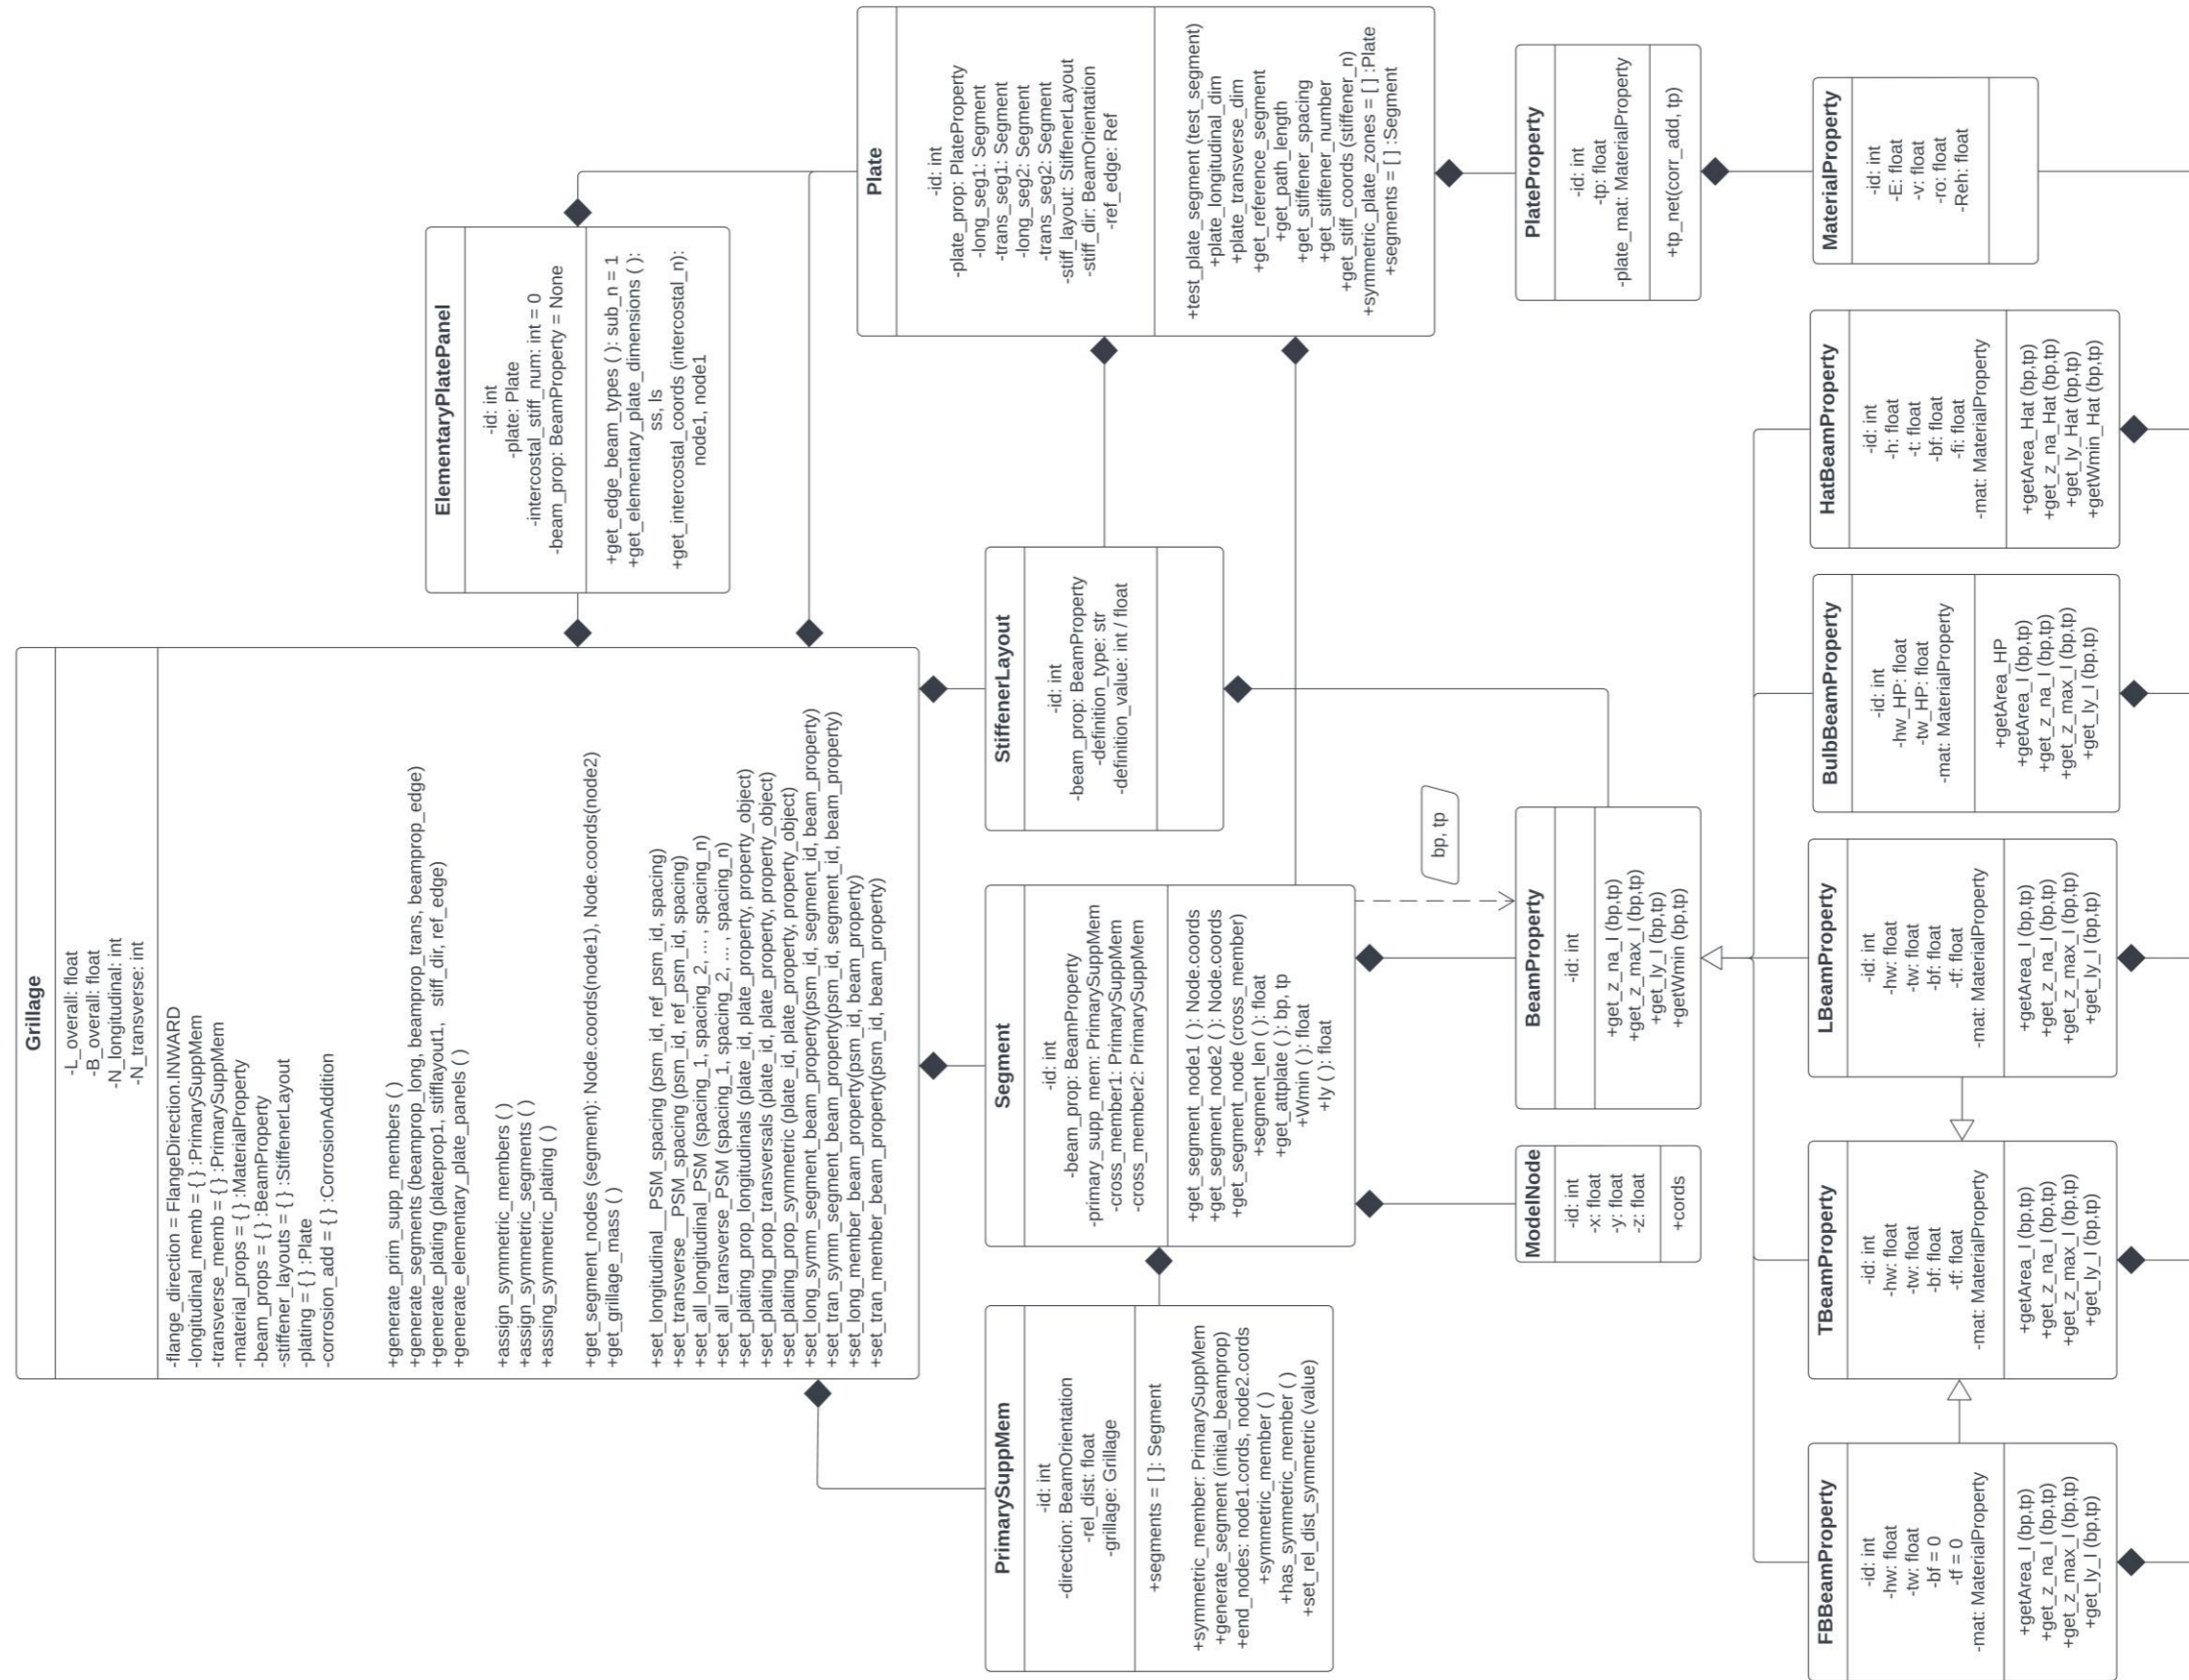 Grillage
-L_overall: float
-B_overall: float
-N_longitudinal: int
-N_transverse: int
-flange_direction = FlangeDirection.INWARD
-longitudinal_memb = { } :PrimarySuppMem
-transverse_memb = { } :PrimarySuppMem
-material_props = { } :MaterialProperty
-beam_props = { } :BeamProperty
-stiffener_layouts = { } :StiffenerLayout
-plating = { } :Plate
-corrosion_add = { } :CorrosionAddition
+generate_prim_supp_members ( )
+generate_segments (beamprop_long, beamprop_trans, beamprop_edge)
+generate_plating (plateprop1, stifflayout1, stiff_dir, ref_edge)
+generate_elementary_plate_panels ( )
+assign_symmetric_members ( )
+assign_symmetric_segments ( )
+assing_symmetric_plating ( )
+get_segment_nodes (segment): Node.coords(node1), Node.coords(node2)
+get_grillage_mass ( )
+set_longitudinal__PSM_spacing (psm_id, ref_psm_id, spacing)
+set_transverse__PSM_spacing (psm_id, ref_psm_id, spacing)
+set_all_longitudinal_PSM (spacing_1, spacing_2, ... , spacing_n)
+set_all_transverse_PSM (spacing_1, spacing_2, ... , spacing_n)
+set_plating_prop_longitudinals (plate_id, plate_property, property_object)
+set_plating_prop_transversals (plate_id, plate_property, property_object)
+set_plating_prop_symmetric (plate_id, plate_property, property_object)
+set_long_symm_segment_beam_property(psm_id, segment_id, beam_property)
+set_tran_symm_segment_beam_property(psm_id, segment_id, beam_property)
+set_long_member_beam_property(psm_id, beam_property)
+set_tran_member_beam_property(psm_id, beam_property)
ElementaryPlatePanel
-id: int
-plate: Plate
-intercostal_stiff_num: int = 0
-beam_prop: BeamProperty = None
+get_edge_beam_types ( ): sub_n = 1
+get_elementary_plate_dimensions ( ):
ss, ls
+get_intercostal_coords (intercostal_n):
node1, node1
Plate
-id: int
-plate_prop: PlateProperty
-long_seg1: Segment
-trans_seg1: Segment
-long_seg2: Segment
-trans_seg2: Segment
-stiff_layout: StiffenerLayout
-stiff_dir: BeamOrientation
-ref_edge: Ref
+test_plate_segment (test_segment)
+plate_longitudinal_dim
+plate_transverse_dim
+get_reference_segment
+get_path_length
+get_stiffener_spacing
+get_stiffener_number
+get_stiff_coords (stiffener_n)
+symmetric_plate_zones = [ ] :Plate
+segments = [ ] :Segment
PrimarySuppMem
-id: int
-direction: BeamOrientation
-rel_dist: float
-grillage: Grillage
+segments = [ ]: Segment
+symmetric_member: PrimarySuppMem
+generate_segment (initial_beamprop)
+end_nodes: node1.cords, node2.cords
+symmetric_member ( )
+has_symmetric_member ( )
+set_rel_dist_symmetric (value)
Segment
-id: int
-beam_prop: BeamProperty
-primary_supp_mem: PrimarySuppMem
-cross_member1: PrimarySuppMem
-cross_member2: PrimarySuppMem
+get_segment_node1 ( ): Node.coords
+get_segment_node2 ( ): Node.coords
+get_segment_node (cross_member)
+segment_len ( ): float
+get_attplate ( ): bp, tp
+Wmin ( ): float
+Iy ( ): float
StiffenerLayout
-id: int
-beam_prop: BeamProperty
-definition_type: str
-definition_value: int / float
bp, tp
ModelNode
-id: int
-x: float
-y: float
-z: float
+cords
BeamProperty
-id: int
+get_z_na_I (bp,tp)
+get_z_max_I (bp,tp)
+get_Iy_I (bp,tp)
+getWmin (bp,tp)
PlateProperty
-id: int
-tp: float
-plate_mat: MaterialProperty
+tp_net(corr_add, tp)
FBBeamProperty
-id: int
-hw: float
-tw: float
-bf = 0
-tf = 0
-mat: MaterialProperty
+getArea_I (bp,tp)
+get_z_na_I (bp,tp)
+get_z_max_I (bp,tp)
+get_Iy_I (bp,tp)
TBeamProperty
-id: int
-hw: float
-tw: float
-bf: float
-tf: float
-mat: MaterialProperty
+getArea_I (bp,tp)
+get_z_na_I (bp,tp)
+get_z_max_I (bp,tp)
+get_Iy_I (bp,tp)
LBeamProperty
-id: int
-hw: float
-tw: float
-bf: float
-tf: float
-mat: MaterialProperty
+getArea_I (bp,tp)
+get_z_na_I (bp,tp)
+get_z_max_I (bp,tp)
+get_Iy_I (bp,tp)
BulbBeamProperty
-id: int
-hw_HP: float
-tw_HP: float
-mat: MaterialProperty
+getArea_HP
+getArea_I (bp,tp)
+get_z_na_I (bp,tp)
+get_z_max_I (bp,tp)
+get_Iy_I (bp,tp)
HatBeamProperty
-id: int
-h: float
-t: float
-bf: float
-fi: float
-mat: MaterialProperty
+getArea_Hat (bp,tp)
+get_z_na_Hat (bp,tp)
+get_Iy_Hat (bp,tp)
+getWmin_Hat (bp,tp)
MaterialProperty
-id: int
-E: float
-v: float
-ro: float
-Reh: float